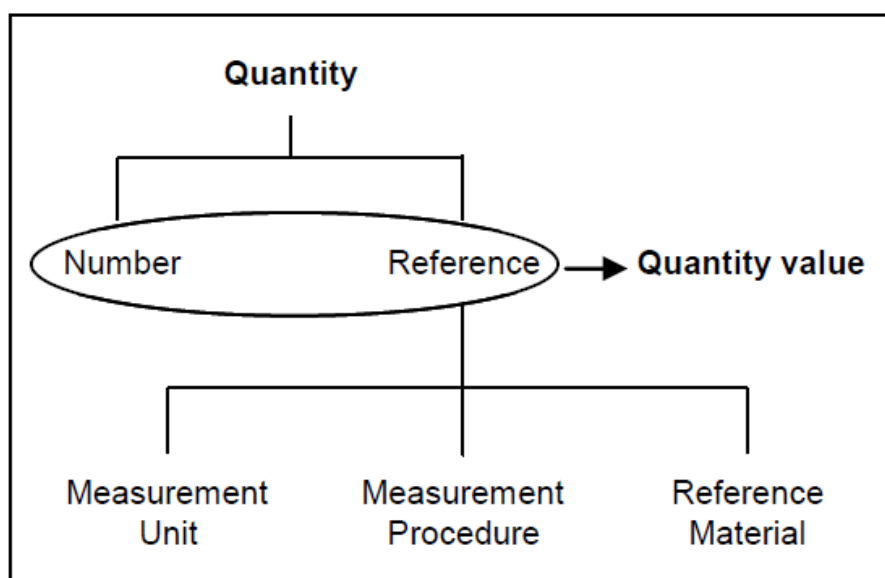 Quantity
Number Reference Quantity value
Measurement Unit
Measurement Procedure
Reference Material